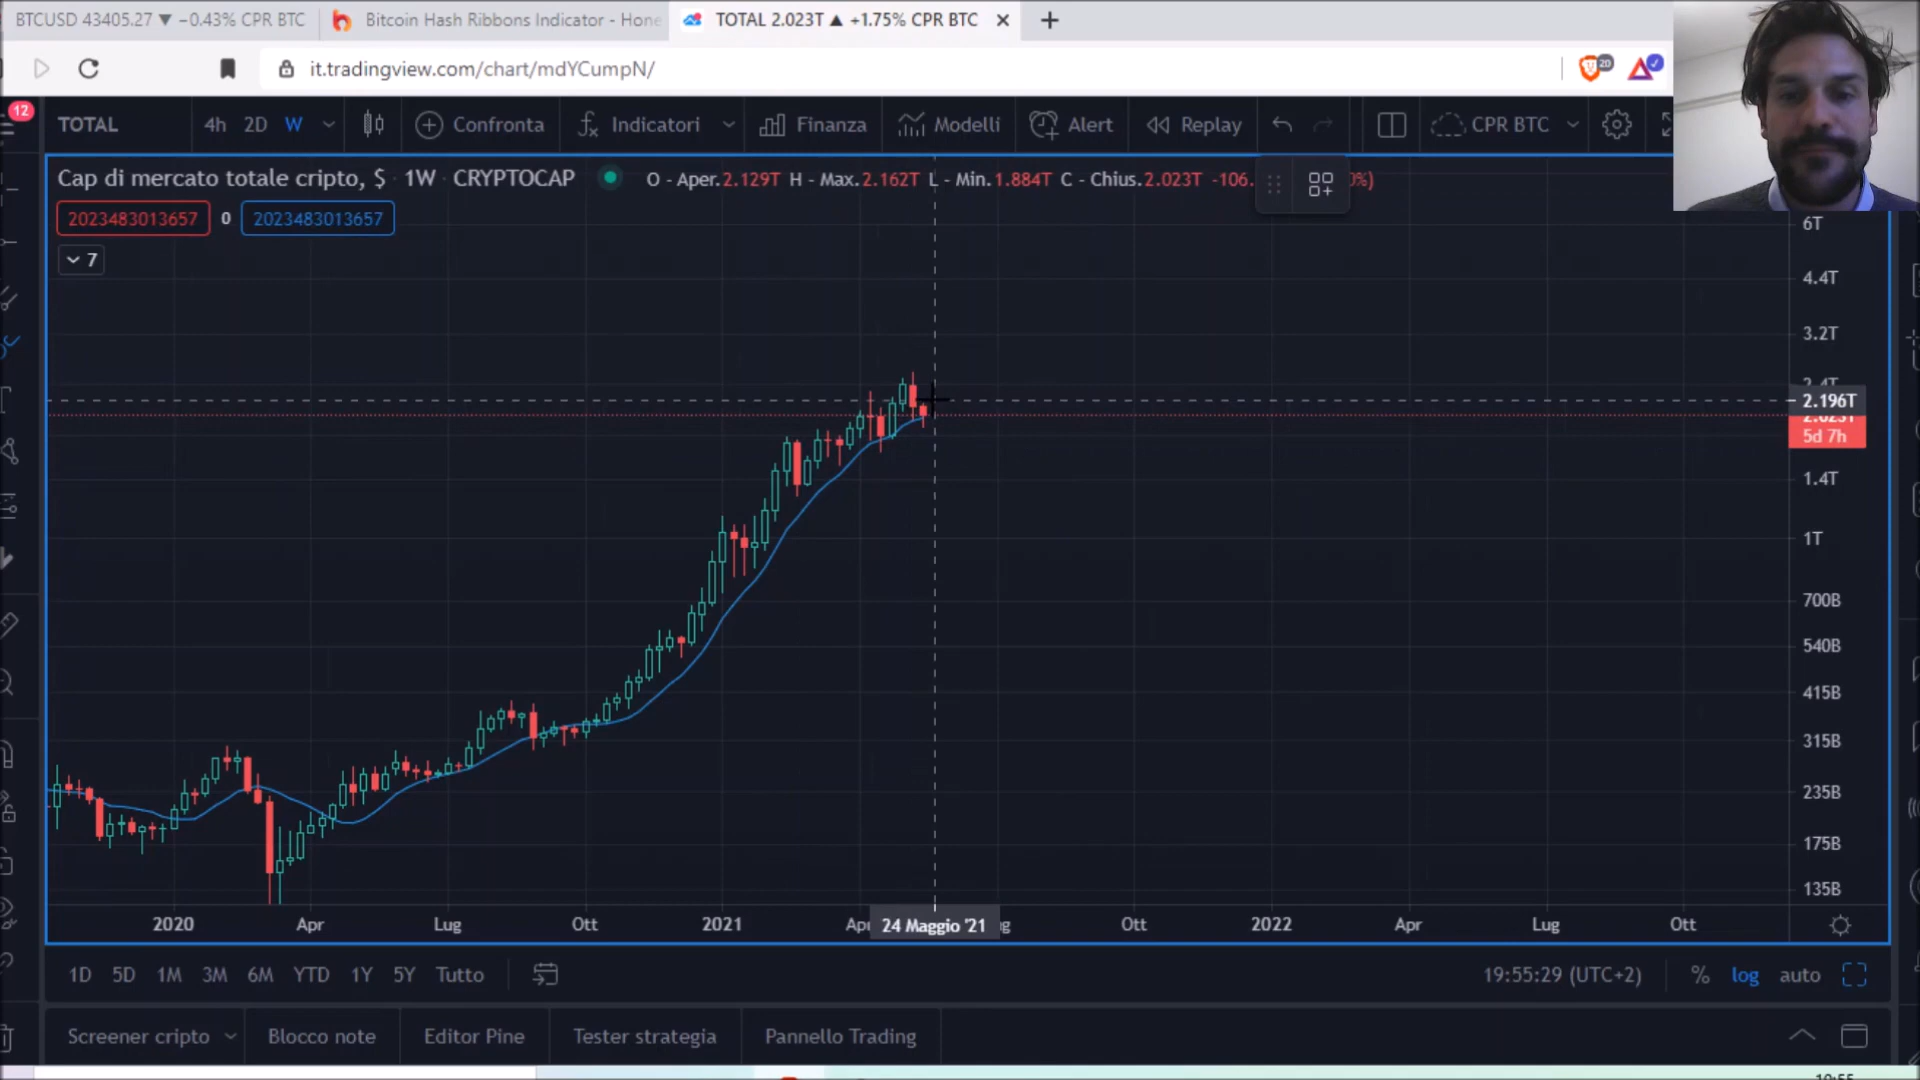 BTCUSD 43405.27 ▼ −0.43% CPR BTC
Bitcoin Hash Ribbons Indicator - Hone
TOTAL 2.023T ▲ +1.75% CPR BTC
it.tradingview.com/chart/mdYCumpN/
20
12
TOTAL 4h 2D W Confronta Indicatori Finanza Modelli Alert Replay CPR BTC
Cap di mercato totale cripto, $ · 1W · CRYPTOCAP O - Aper.2.129T H - Max.2.162T L - Min.1.884T C - Chius.2.023T -106. 0%)
2023483013657 0 2023483013657
7
6T
4.4T
3.2T
2.4T
2.196T
2.023T
5d 7h
1.4T
1T
700B
540B
415B
315B
235B
175B
135B
2020 Apr Lug Ott 2021 Ap 24 Maggio '21 g Ott 2022 Apr Lug Ott
1D 5D 1M 3M 6M YTD 1Y 5Y Tutto 19:55:29 (UTC+2) % log auto
Screener cripto Blocco note Editor Pine Tester strategia Pannello Trading